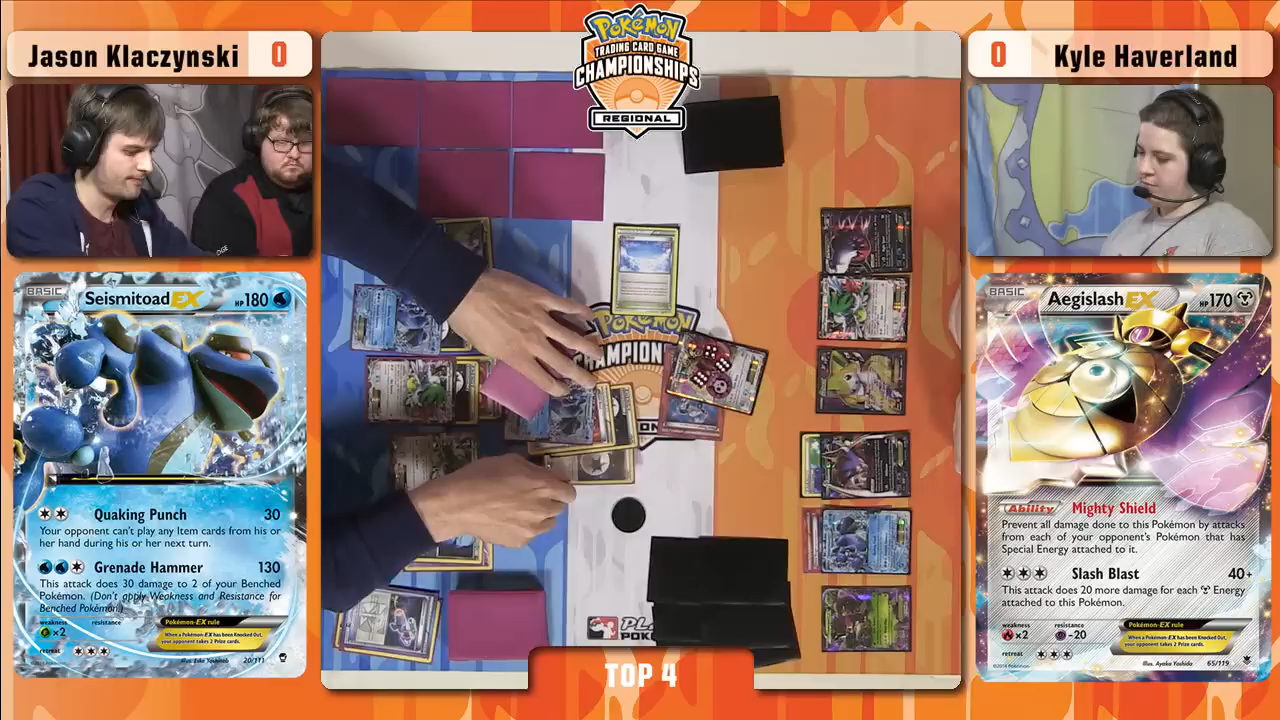 Jason Klaczynski 0
Pokémon
TRADING CARD GAME
CHAMPIONSHIPS
REGIONAL
0 Kyle Haverland
BASIC
Seismitoad EX HP180
Quaking Punch 30
Your opponent can't play any Item cards from his or
her hand during his or her next turn.
Grenade Hammer 130
This attack does 30 damage to 2 of your Benched
Pokémon. (Don't apply Weakness and Resistance for
Benched Pokémon.)
weakness resistance
×2
Pokémon-EX rule
When a Pokémon-EX has been Knocked Out,
your opponent takes 2 Prize cards.
retreat
20/111
POKÉMON
CHAMPION
BASIC
Aegislash EX HP170
Ability Mighty Shield
Prevent all damage done to this Pokémon by attacks
from each of your opponent's Pokémon that has
Special Energy attached to it.
Slash Blast 40+
This attack does 20 more damage for each Energy
attached to this Pokémon.
weakness resistance
×2 -20
Pokémon-EX rule
When a Pokémon-EX has been Knocked Out,
your opponent takes 2 Prize cards.
retreat
65/119
TOP 4